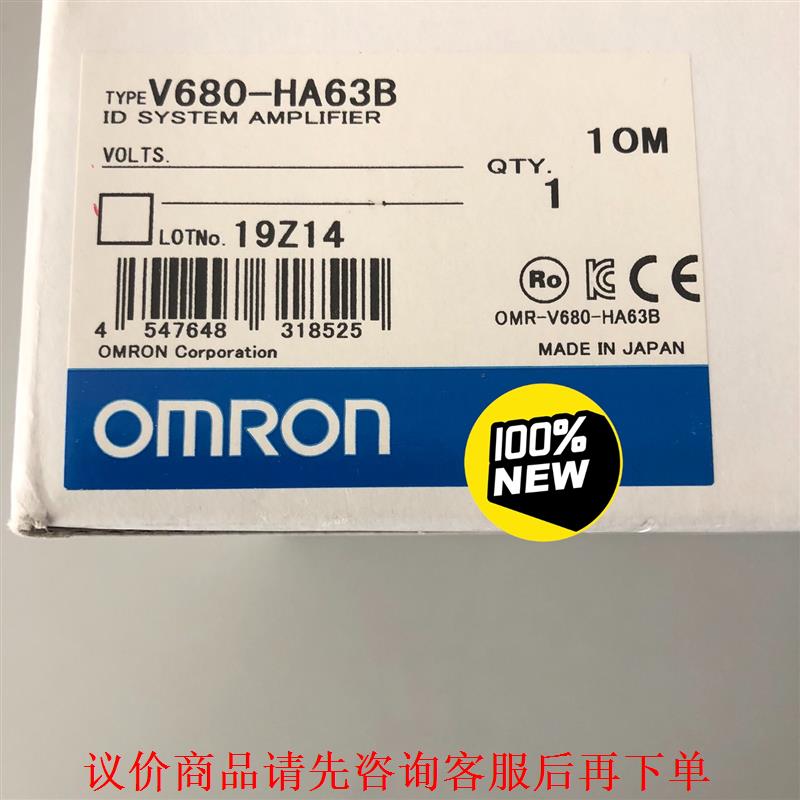 TYPE V680-HA63B
ID SYSTEM AMPLIFIER
VOLTS.
QTY.
10M
1
LOTNo. 19Z14
4 547648 318525
Ro
CE
OMR-V680-HA63B
OMRON Corporation
MADE IN JAPAN
OMRON
100%
NEW
议价商品请先咨询客服后再下单